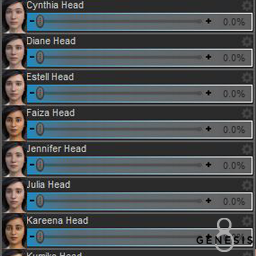 Cynthia Head
- + 0.0%
Diane Head
- + 0.0%
Estell Head
- + 0.0%
Faiza Head
- + 0.0%
Jennifer Head
- + 0.0%
Julia Head
- + 0.0%
Kareena Head
- + 0.0%
8
GENESIS
Kumiko Head